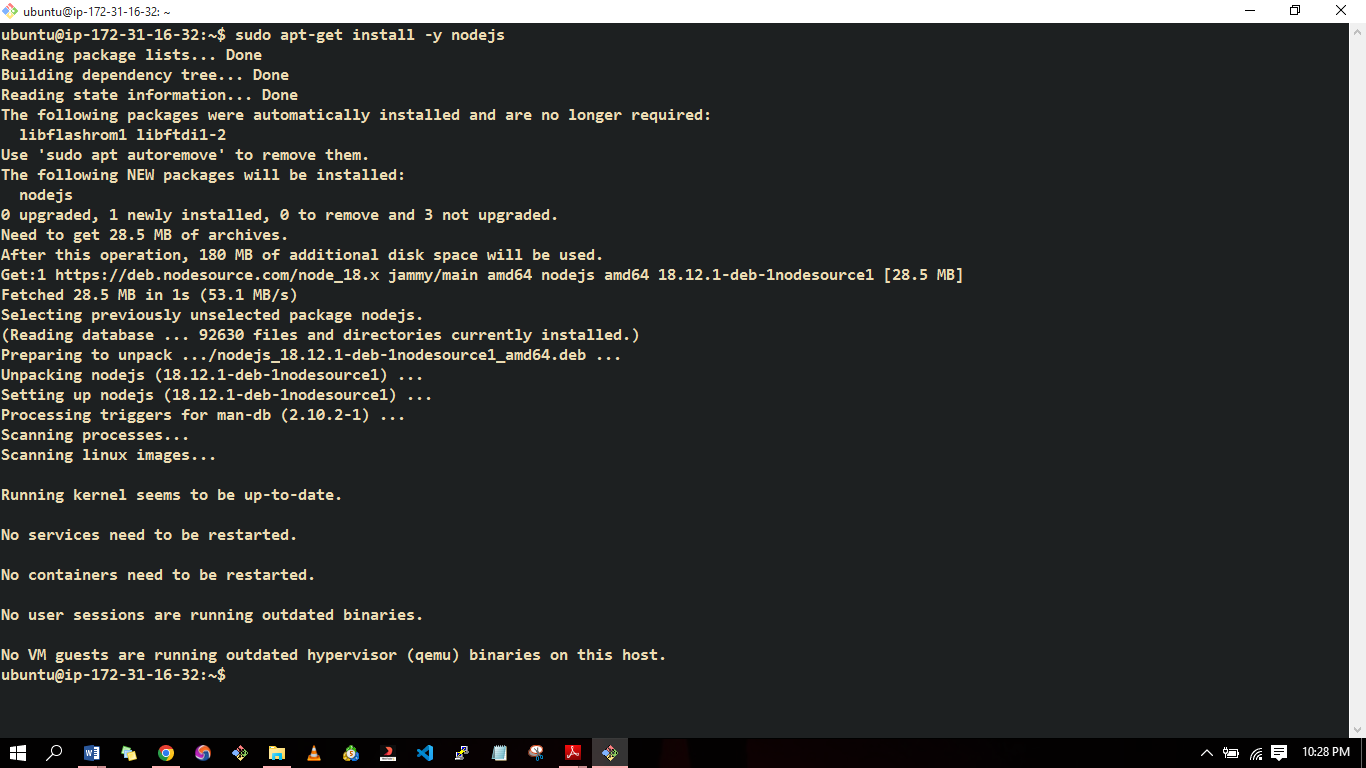 ubuntu@ip-172-31-16-32: ~
ubuntu@ip-172-31-16-32:~$ sudo apt-get install -y nodejs
Reading package lists... Done
Building dependency tree... Done
Reading state information... Done
The following packages were automatically installed and are no longer required:
  libflashrom1 libftdi1-2
Use 'sudo apt autoremove' to remove them.
The following NEW packages will be installed:
  nodejs
0 upgraded, 1 newly installed, 0 to remove and 3 not upgraded.
Need to get 28.5 MB of archives.
After this operation, 180 MB of additional disk space will be used.
Get:1 https://deb.nodesource.com/node_18.x jammy/main amd64 nodejs amd64 18.12.1-deb-1nodesource1 [28.5 MB]
Fetched 28.5 MB in 1s (53.1 MB/s)
Selecting previously unselected package nodejs.
(Reading database ... 92630 files and directories currently installed.)
Preparing to unpack .../nodejs_18.12.1-deb-1nodesource1_amd64.deb ...
Unpacking nodejs (18.12.1-deb-1nodesource1) ...
Setting up nodejs (18.12.1-deb-1nodesource1) ...
Processing triggers for man-db (2.10.2-1) ...
Scanning processes...
Scanning linux images...
Running kernel seems to be up-to-date.
No services need to be restarted.
No containers need to be restarted.
No user sessions are running outdated binaries.
No VM guests are running outdated hypervisor (qemu) binaries on this host.
ubuntu@ip-172-31-16-32:~$
10:28 PM